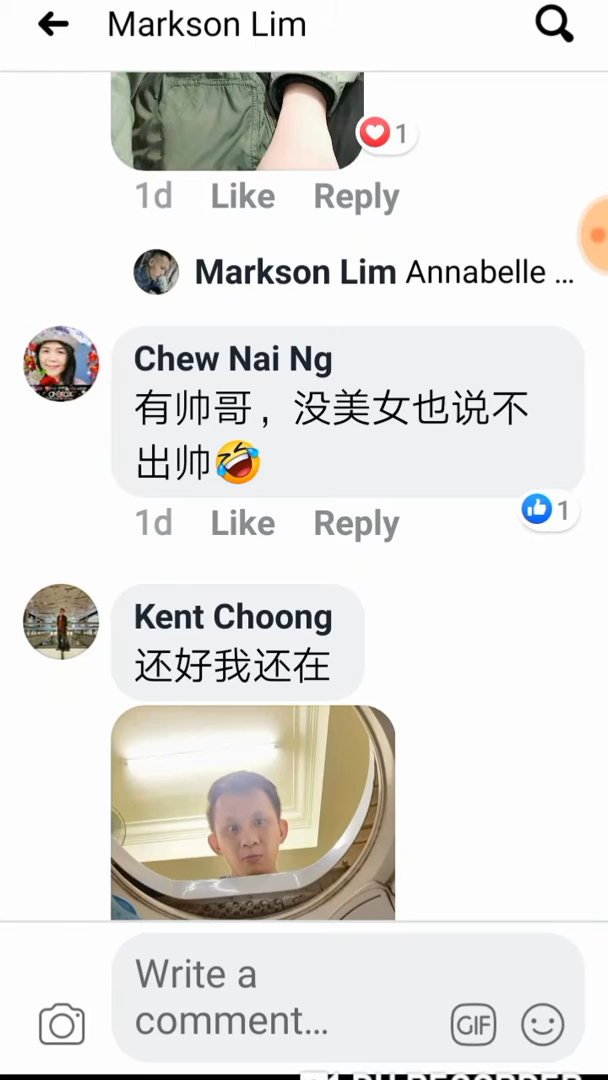 Markson Lim
1
1d Like Reply
Markson Lim Annabelle ...
Chew Nai Ng
有帅哥，没美女也说不
出帅🤣
1d Like Reply
1
Kent Choong
还好我还在
Write a
comment...
GIF